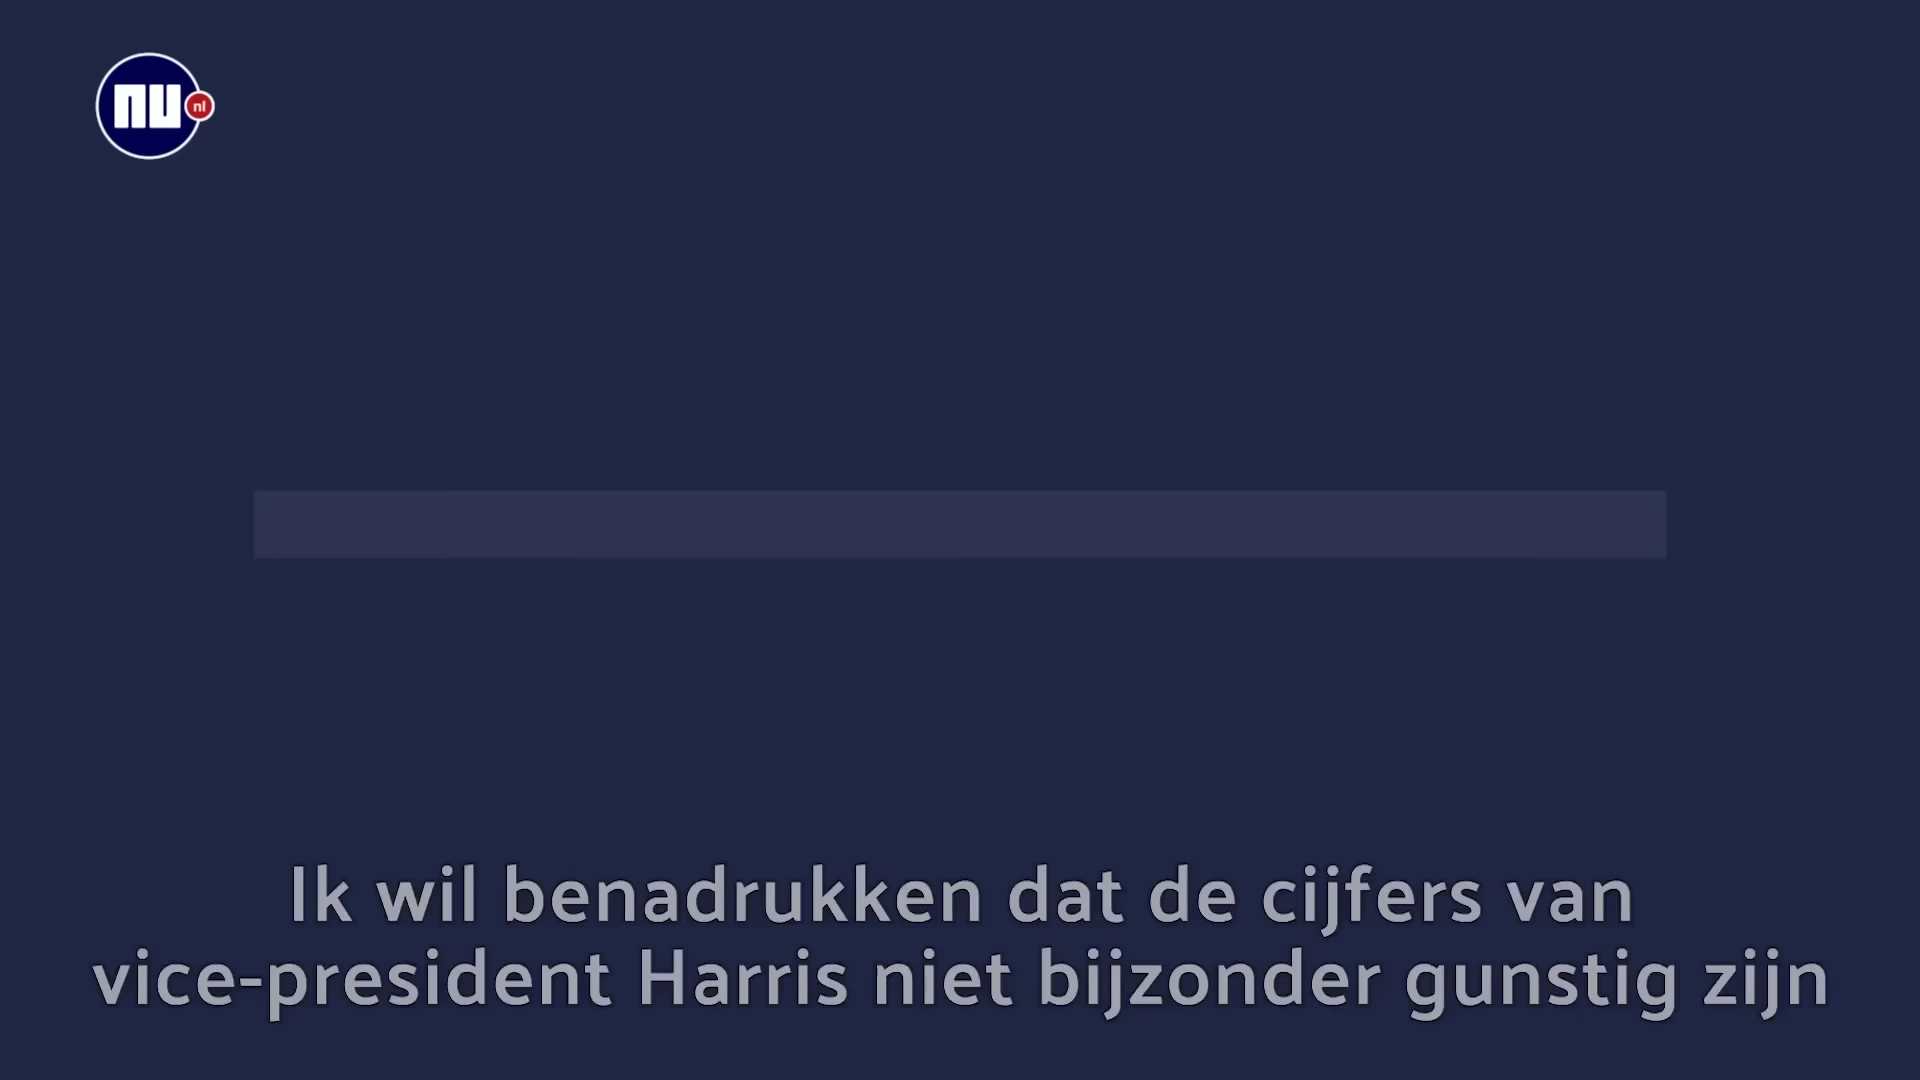 nu
nl
Ik wil benadrukken dat de cijfers van
vice-president Harris niet bijzonder gunstig zijn